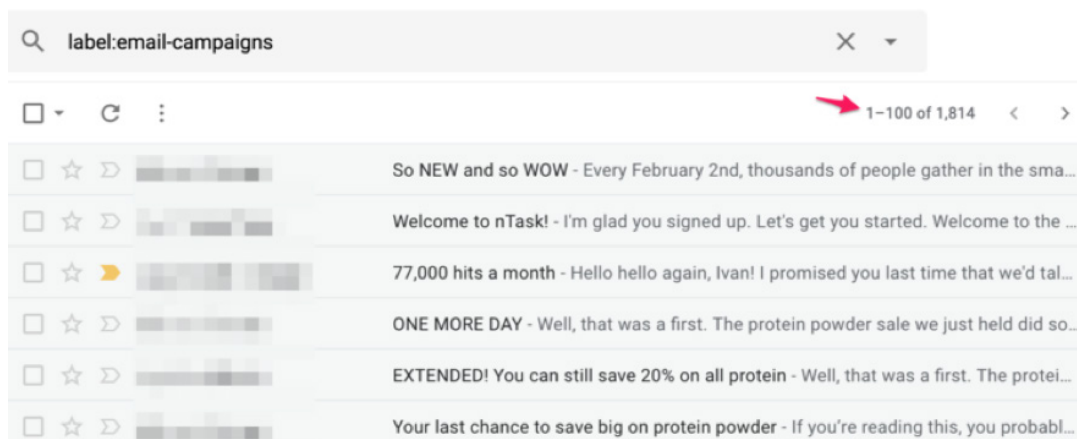 label:email-campaigns
1–100 of 1,814
So NEW and so WOW - Every February 2nd, thousands of people gather in the sma...
Welcome to nTask! - I'm glad you signed up. Let's get you started. Welcome to the ...
77,000 hits a month - Hello hello again, Ivan! I promised you last time that we'd tal...
ONE MORE DAY - Well, that was a first. The protein powder sale we just held did so...
EXTENDED! You can still save 20% on all protein - Well, that was a first. The protei...
Your last chance to save big on protein powder - If you're reading this, you probabl...